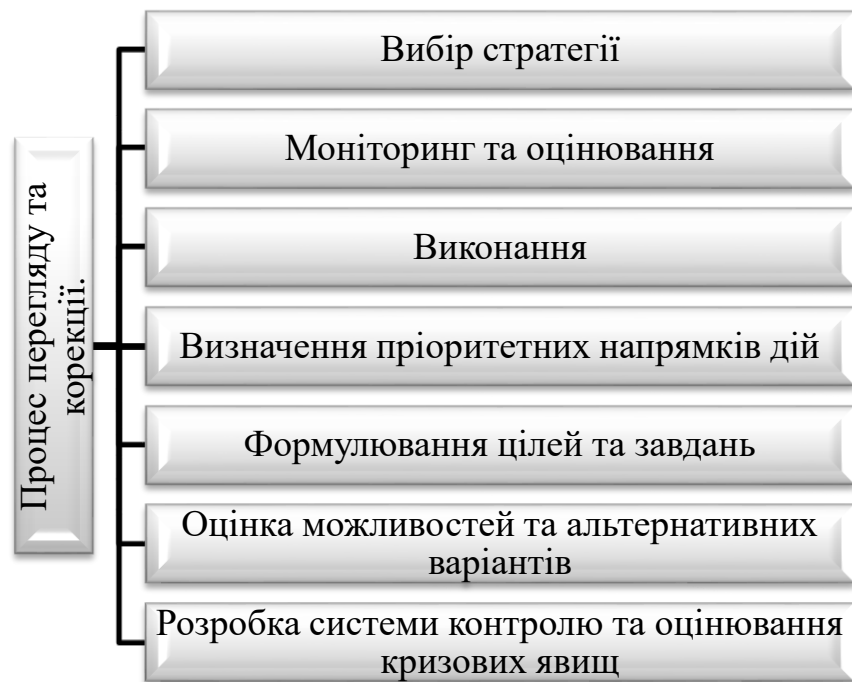 Процес перегляду та
корекції.
Вибір стратегії
Моніторинг та оцінювання
Виконання
Визначення пріоритетних напрямків дій
Формулювання цілей та завдань
Оцінка можливостей та альтернативних
варіантів
Розробка системи контролю та оцінювання
кризових явищ